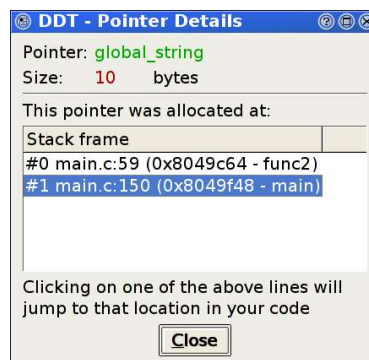 DDT - Pointer Details
Pointer: global_string
Size: 10 bytes
This pointer was allocated at:
Stack frame
#0 main.c:59 (0x8049c64 - func2)
#1 main.c:150 (0x8049f48 - main)
Clicking on one of the above lines will
jump to that location in your code
Close